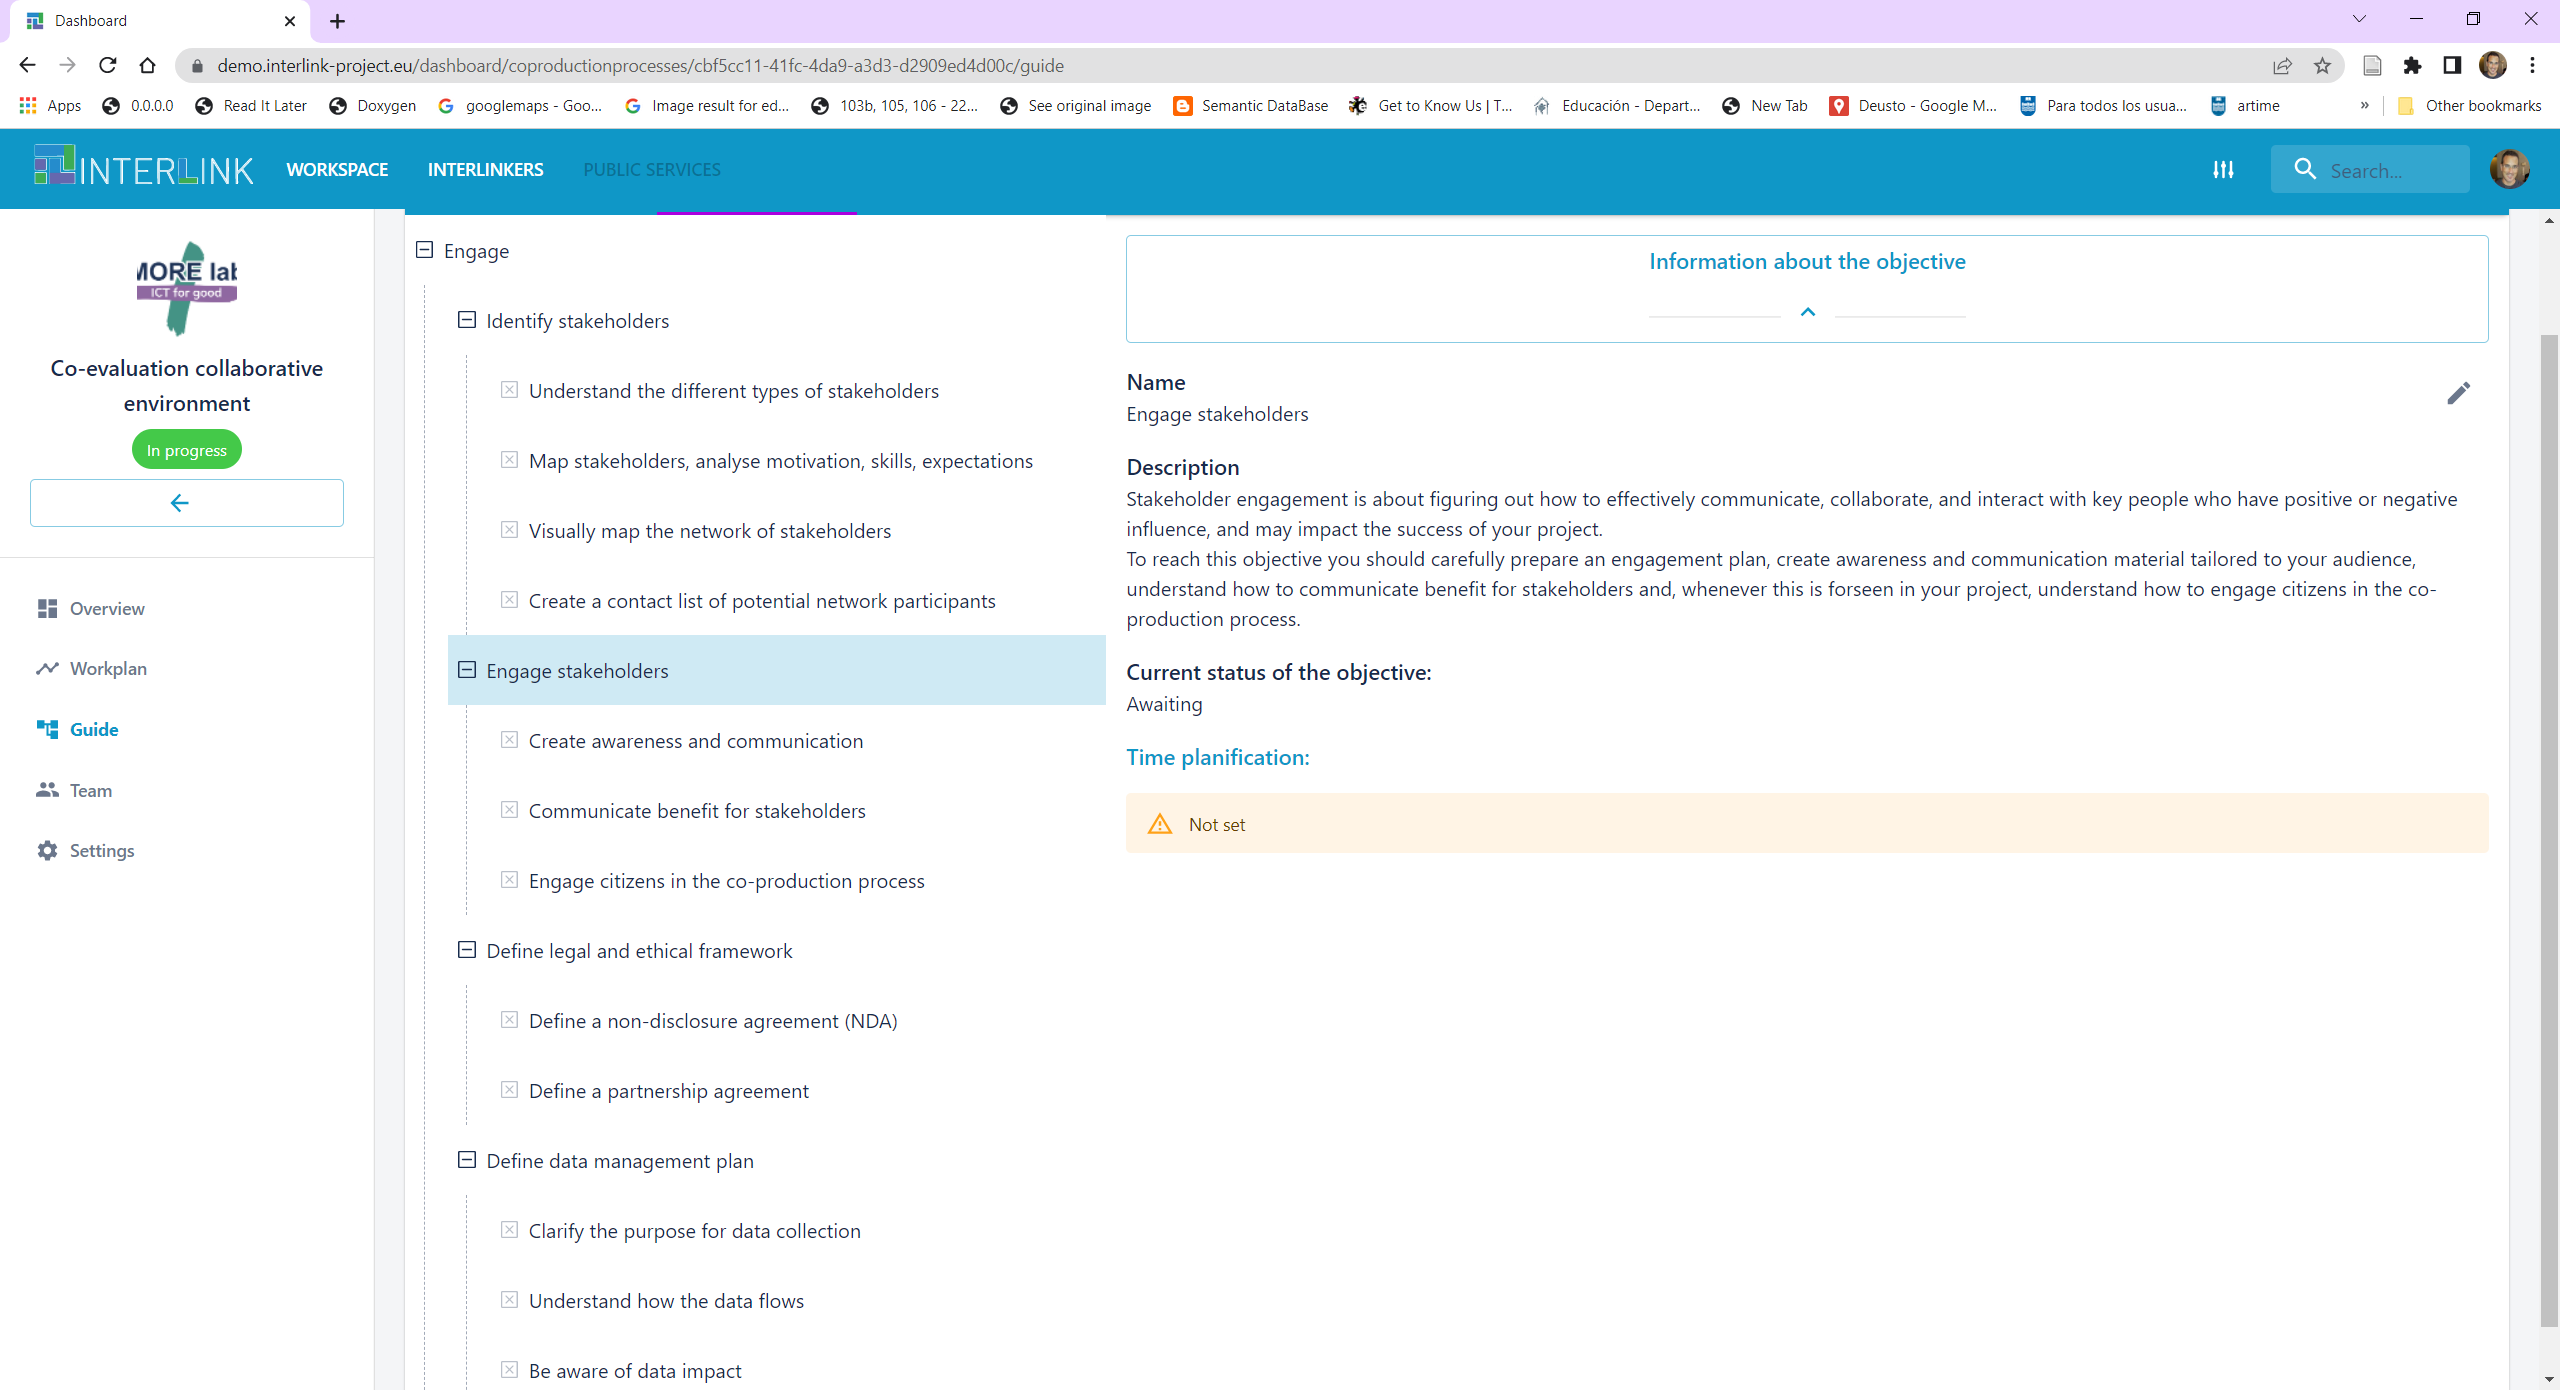 Dashboard
demo.interlink-project.eu/dashboard/coproductionprocesses/cbf5cc11-41fc-4da9-a3d3-d2909ed4d00c/guide
Apps 0.0.0.0 Read It Later Doxygen googlemaps - Goo... Image result for ed... 103b, 105, 106 - 22... See original image Semantic DataBase Get to Know Us | T... Educación - Depart... New Tab Deusto - Google M... Para todos los usua... artime » Other bookmarks
INTERLINK WORKSPACE INTERLINKERS PUBLIC SERVICES Search...
MORE lab
ICT for good
Co-evaluation collaborative
environment
In progress
Overview
Workplan
Guide
Team
Settings
Engage
Identify stakeholders
Understand the different types of stakeholders
Map stakeholders, analyse motivation, skills, expectations
Visually map the network of stakeholders
Create a contact list of potential network participants
Engage stakeholders
Create awareness and communication
Communicate benefit for stakeholders
Engage citizens in the co-production process
Define legal and ethical framework
Define a non-disclosure agreement (NDA)
Define a partnership agreement
Define data management plan
Clarify the purpose for data collection
Understand how the data flows
Be aware of data impact
Information about the objective
Name
Engage stakeholders
Description
Stakeholder engagement is about figuring out how to effectively communicate, collaborate, and interact with key people who have positive or negative
influence, and may impact the success of your project.
To reach this objective you should carefully prepare an engagement plan, create awareness and communication material tailored to your audience,
understand how to communicate benefit for stakeholders and, whenever this is forseen in your project, understand how to engage citizens in the co-
production process.
Current status of the objective:
Awaiting
Time planification:
Not set